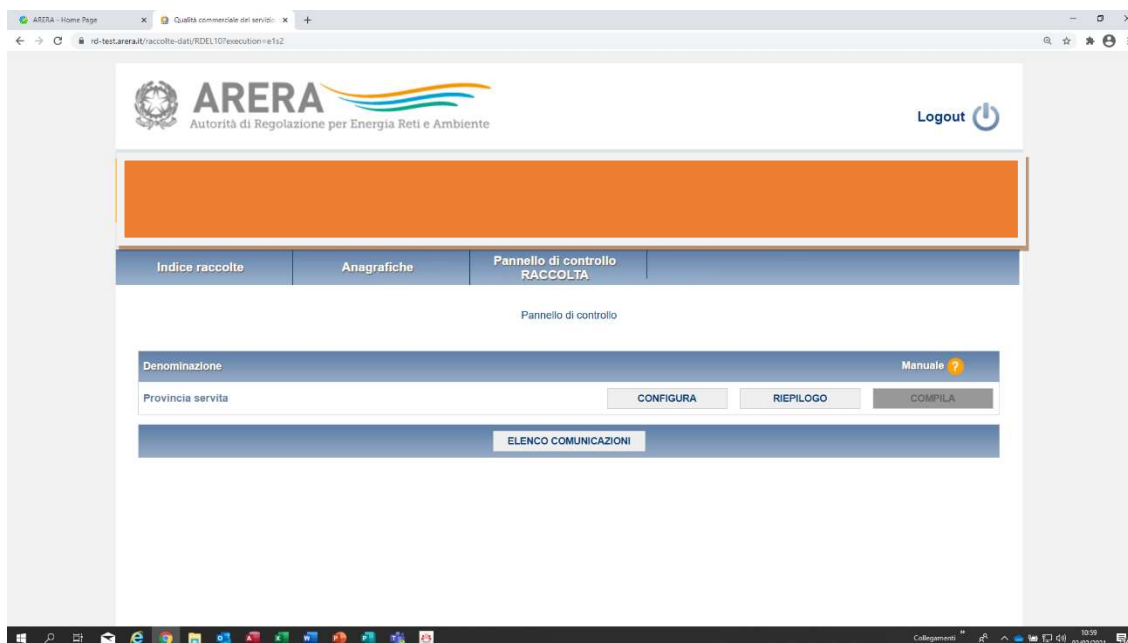 ARERA - Home Page
Qualità commerciale del servizio
rd-test.arera.it/raccolte-dati/RDEL10?execution=e1s2
ARERA
Autorità di Regolazione per Energia Reti e Ambiente
Logout
Indice raccolte
Anagrafiche
Pannello di controllo
RACCOLTA
Pannello di controllo
Denominazione
Manuale ?
Provincia servita
CONFIGURA
RIEPILOGO
COMPILA
ELENCO COMUNICAZIONI
Collegamenti
10:59